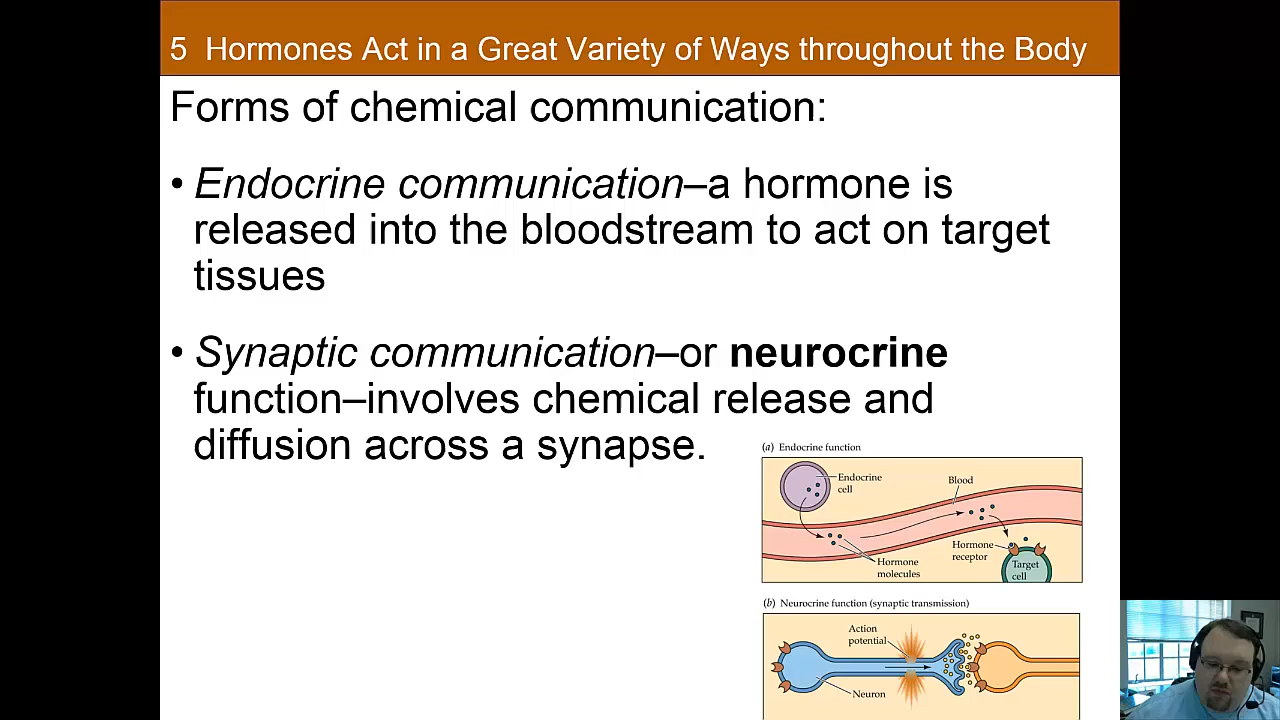 5 Hormones Act in a Great Variety of Ways throughout the Body
Forms of chemical communication:
• Endocrine communication–a hormone is
released into the bloodstream to act on target
tissues
• Synaptic communication–or neurocrine
function–involves chemical release and
diffusion across a synapse.
(a) Endocrine function
Endocrine
cell
Blood
Hormone
receptor
Hormone
molecules
Target
cell
(b) Neurocrine function (synaptic transmission)
Action
potential
Neuron